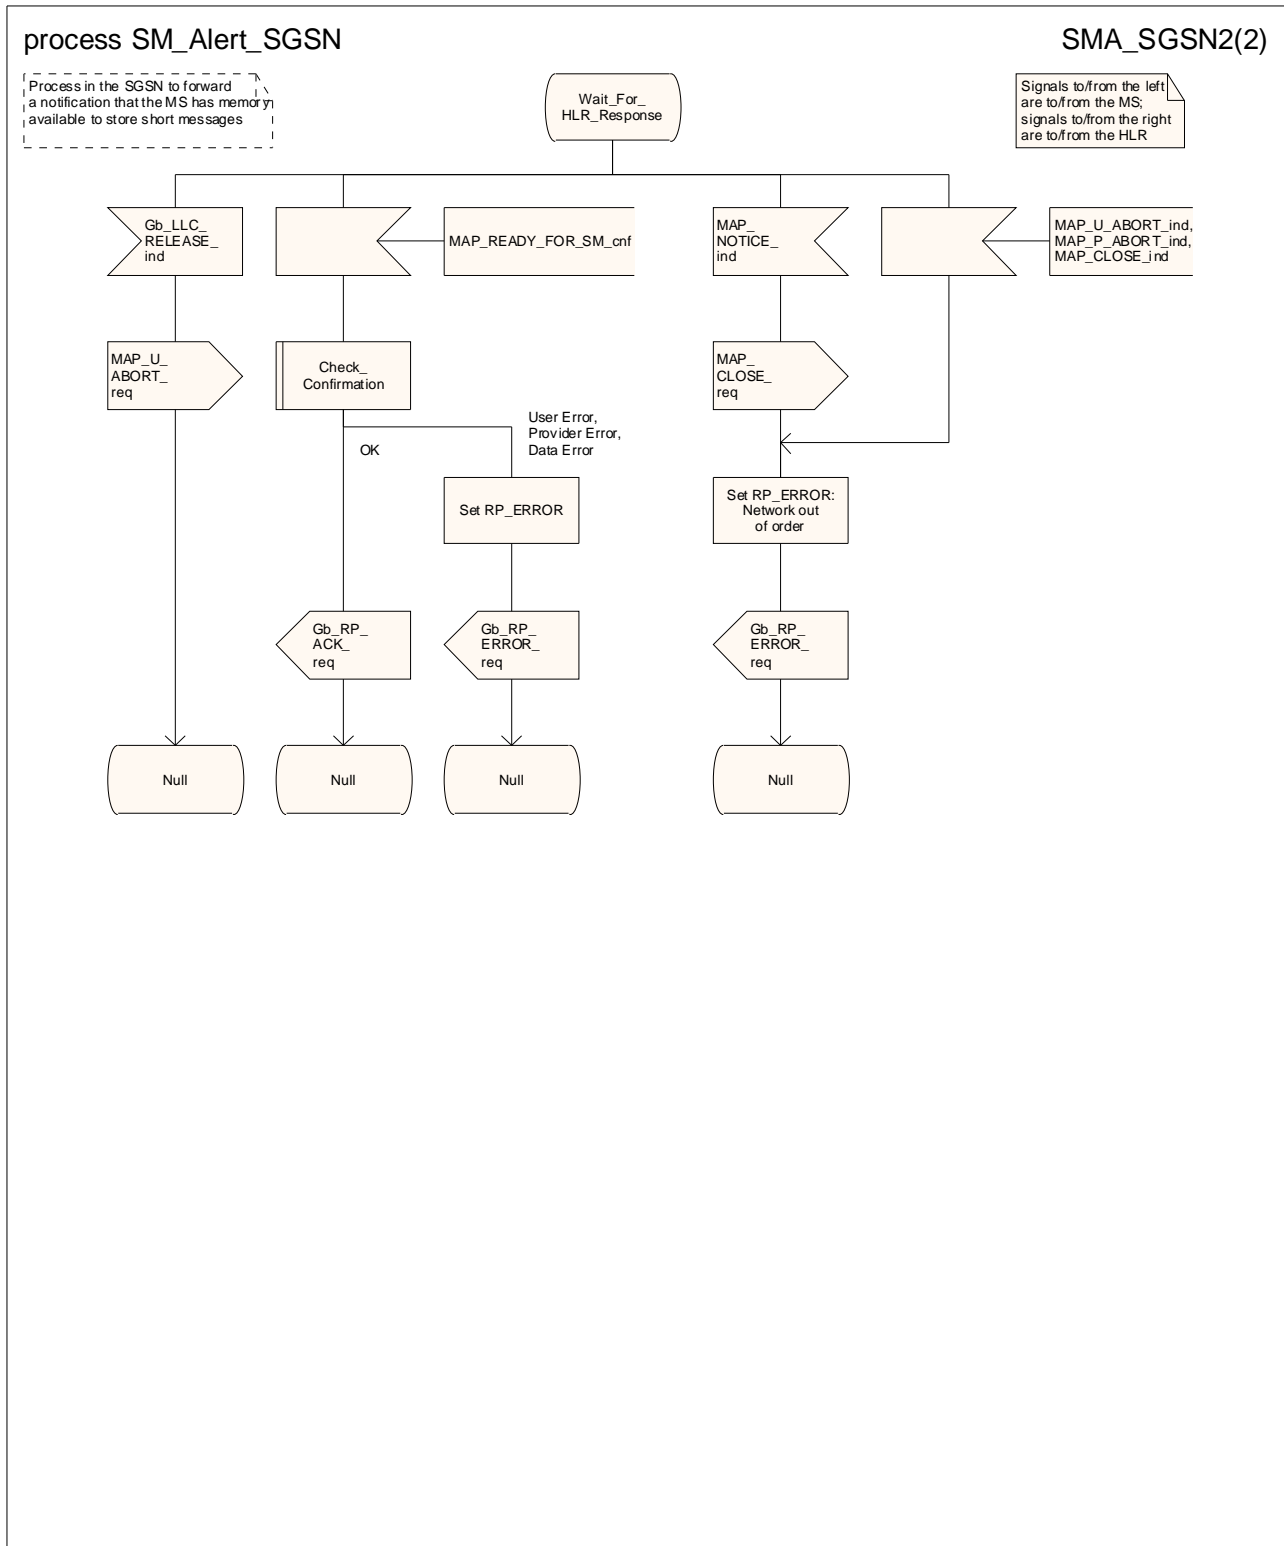 process SM_Alert_SGSN
SMA_SGSN2(2)
Process in the SGSN to forward
a notification that the MS has memory
available to store short messages
Wait_For_
HLR_Response
Signals to/from the left
are to/from the MS;
signals to/from the right
are to/from the HLR
Gb_LLC_
RELEASE_
ind
MAP_READY_FOR_SM_cnf
MAP_
NOTICE_
ind
MAP_U_ABORT_ind,
MAP_P_ABORT_ind,
MAP_CLOSE_ind
MAP_U_
ABORT_
req
Check_
Confirmation
MAP_
CLOSE_
req
OK
User Error,
Provider Error,
Data Error
Set RP_ERROR
Set RP_ERROR:
Network out
of order
Gb_RP_
ACK_
req
Gb_RP_
ERROR_
req
Gb_RP_
ERROR_
req
Null
Null
Null
Null